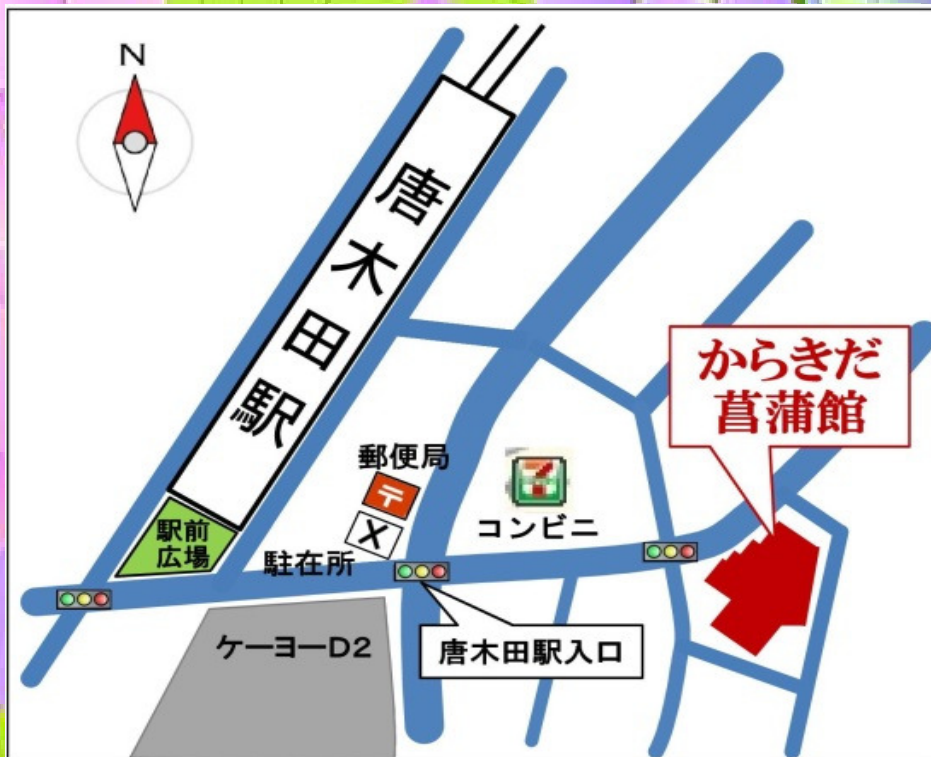 N
唐木田駅
からきだ
菖蒲館
郵便局
〒
X
コンビニ
駅前
広場
駐在所
ケーヨーD2
唐木田駅入口